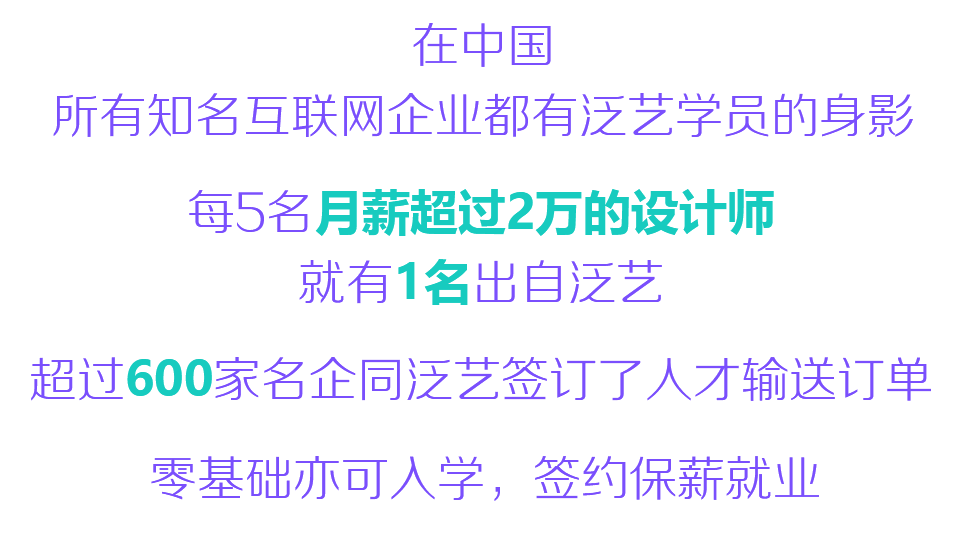 在中国
所有知名互联网企业都有泛艺学员的身影
每5名月薪超过2万的设计师
就有1名出自泛艺
超过600家名企同泛艺签订了人才输送订单
零基础亦可入学，签约保薪就业